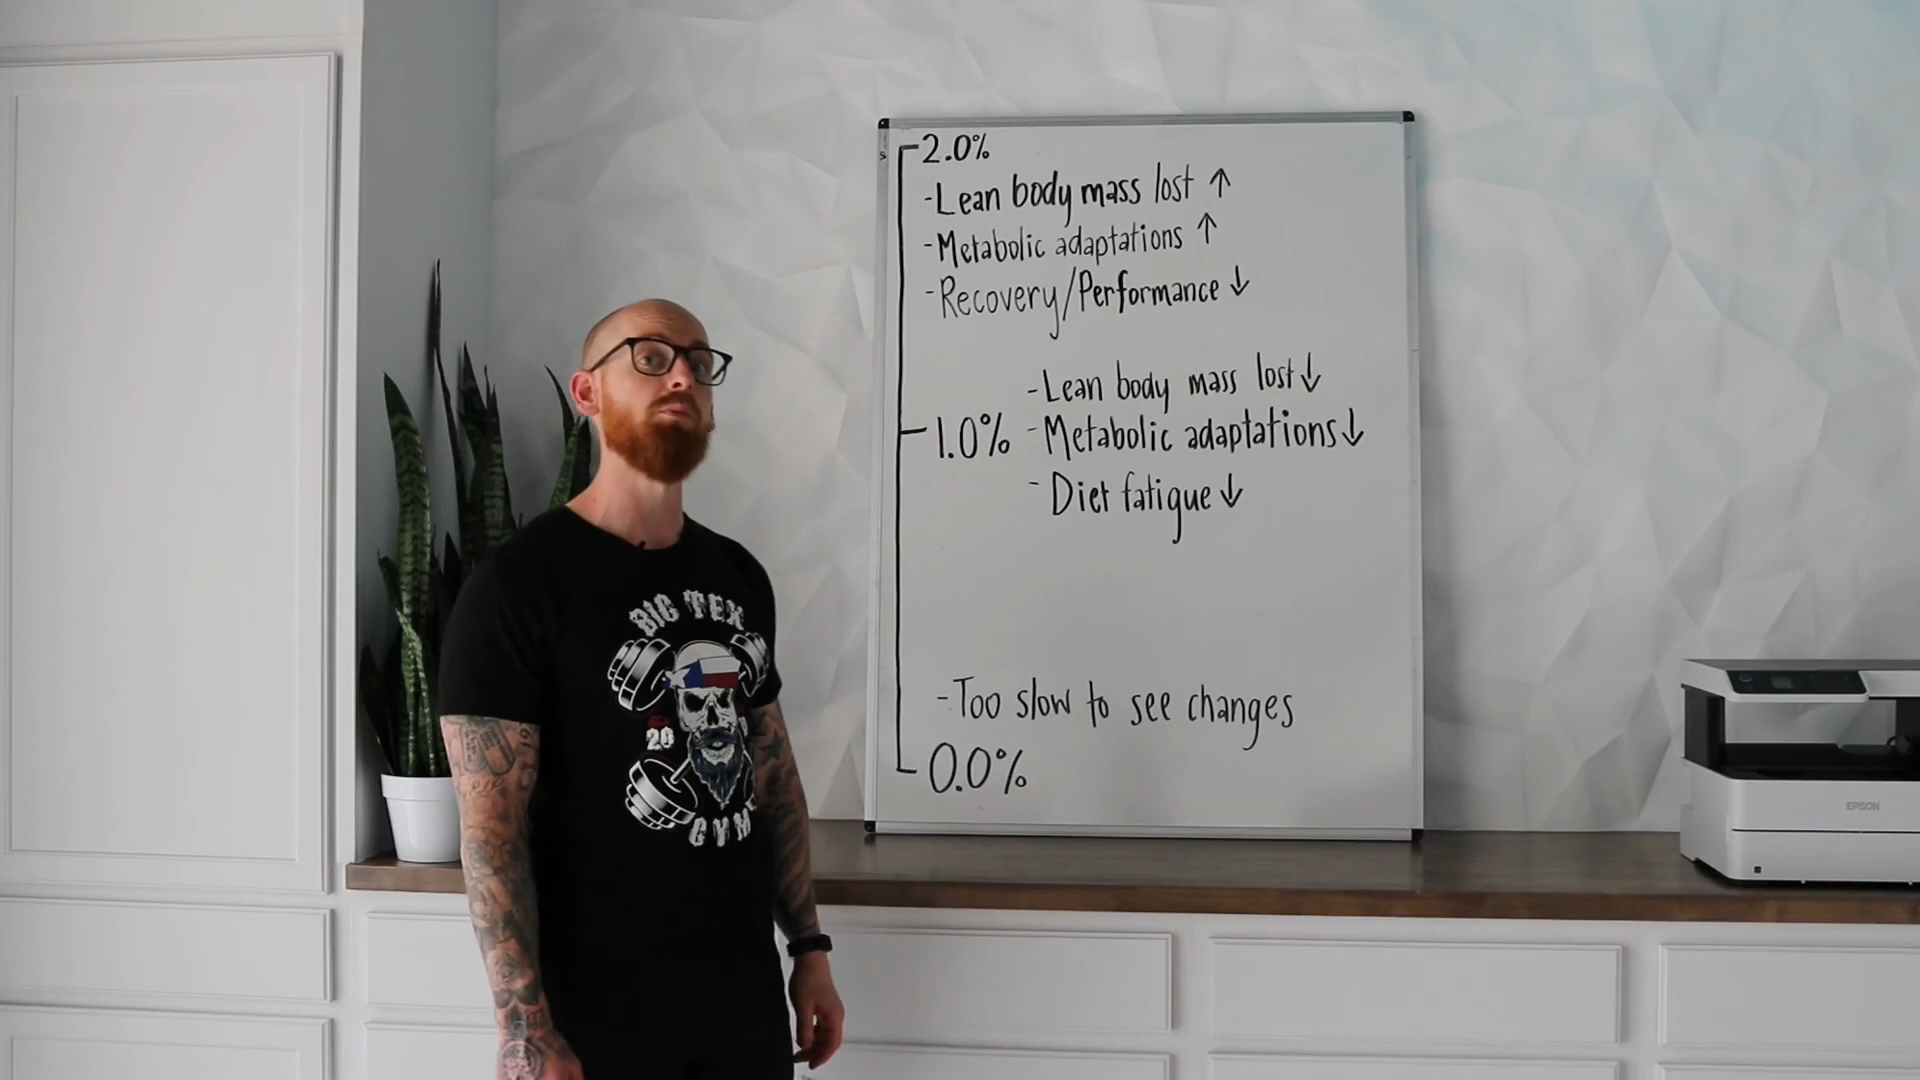 2.0%
-Lean body mass lost ↑
-Metabolic adaptations ↑
-Recovery/Performance ↓
-Lean body mass lost↓
1.0% -Metabolic adaptations↓
- Diet fatigue↓
-Too slow to see changes
0.0%
BIG TEX
20
GYM
EPSON